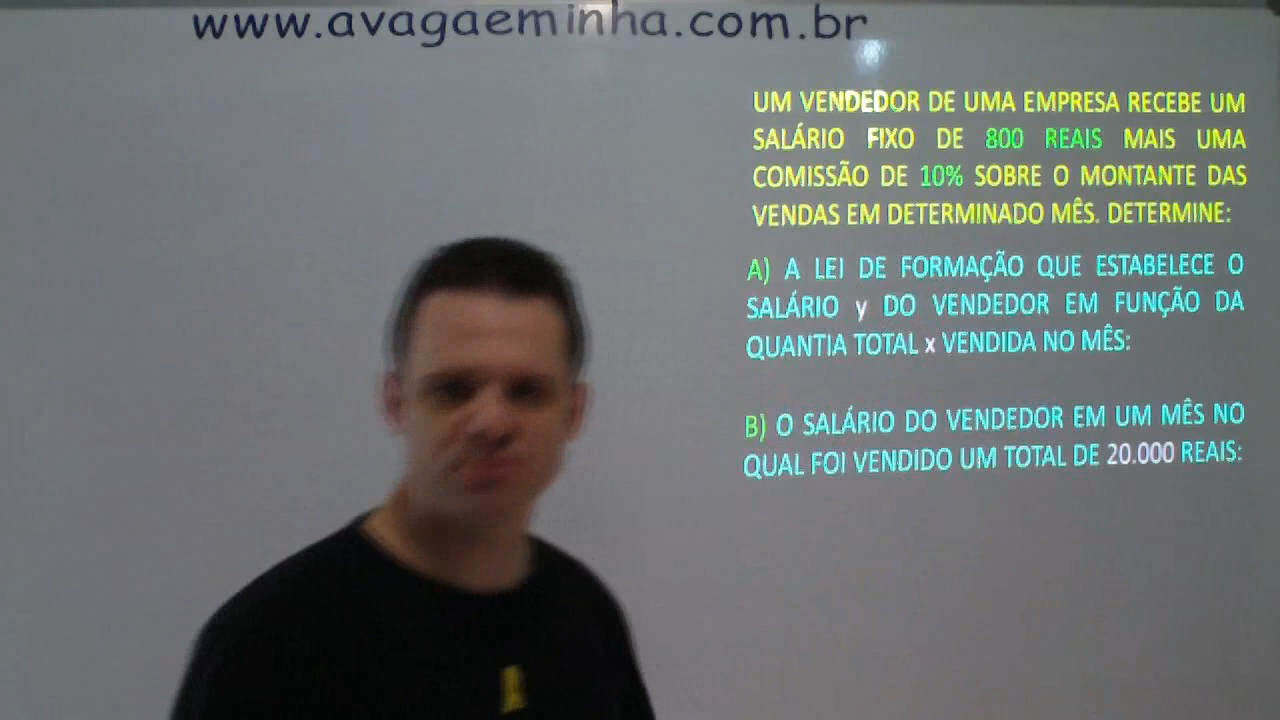 www.avagaeminha.com.br
UM VENDEDOR DE UMA EMPRESA RECEBE UM
SALÁRIO FIXO DE 800 REAIS MAIS UMA
COMISSÃO DE 10% SOBRE O MONTANTE DAS
VENDAS EM DETERMINADO MÊS. DETERMINE:
A) A LEI DE FORMAÇÃO QUE ESTABELECE O
SALÁRIO y DO VENDEDOR EM FUNÇÃO DA
QUANTIA TOTAL x VENDIDA NO MÊS:
B) O SALÁRIO DO VENDEDOR EM UM MÊS NO
QUAL FOI VENDIDO UM TOTAL DE 20.000 REAIS: